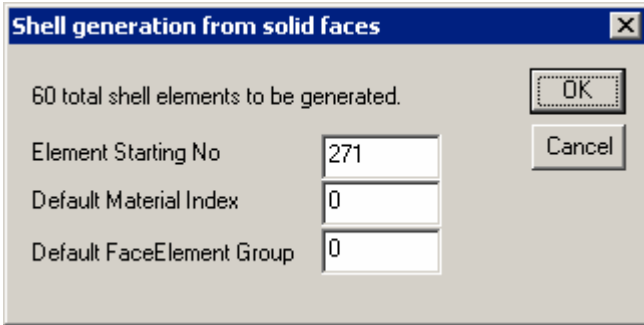 Shell generation from solid faces
60 total shell elements to be generated.
OK
Element Starting No 271
Cancel
Default Material Index 0
Default FaceElement Group 0